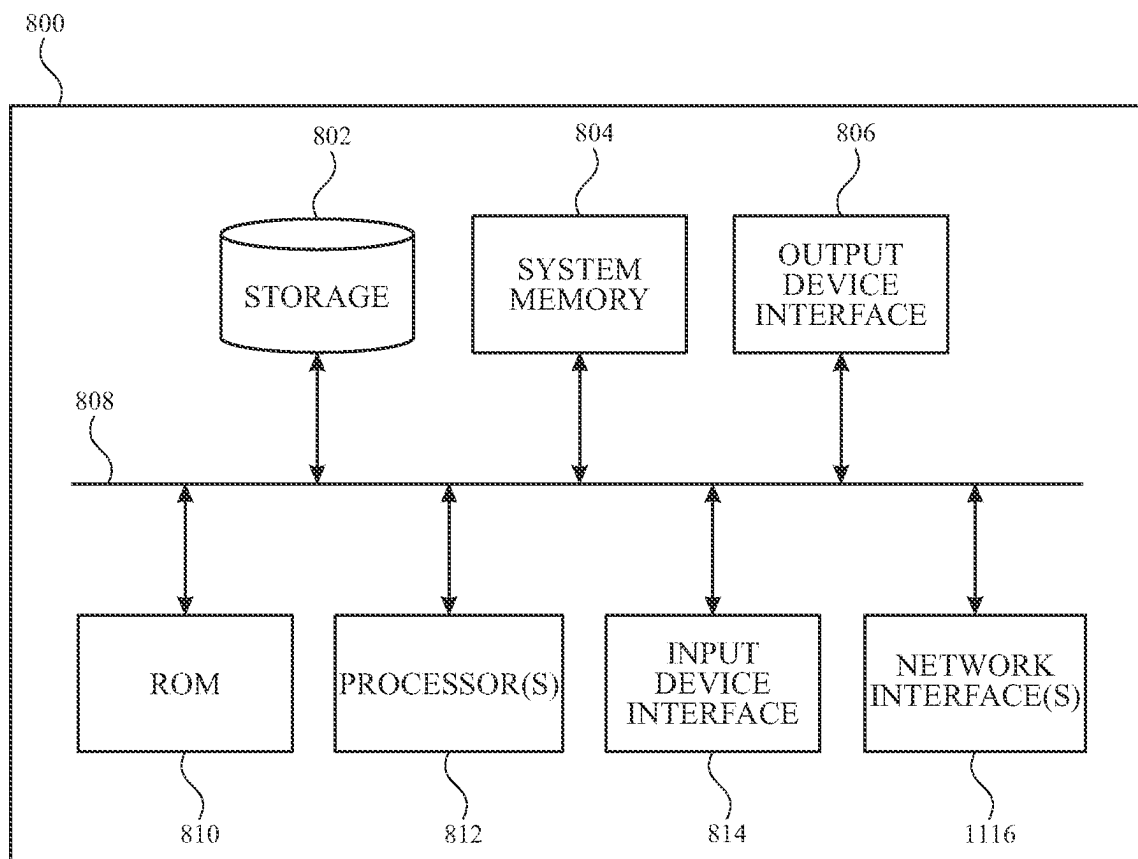 800
802
804
806
STORAGE
SYSTEM
MEMORY
OUTPUT
DEVICE
INTERFACE
808
ROM
PROCESSOR(S)
INPUT
DEVICE
INTERFACE
NETWORK
INTERFACE(S)
810
812
814
1116